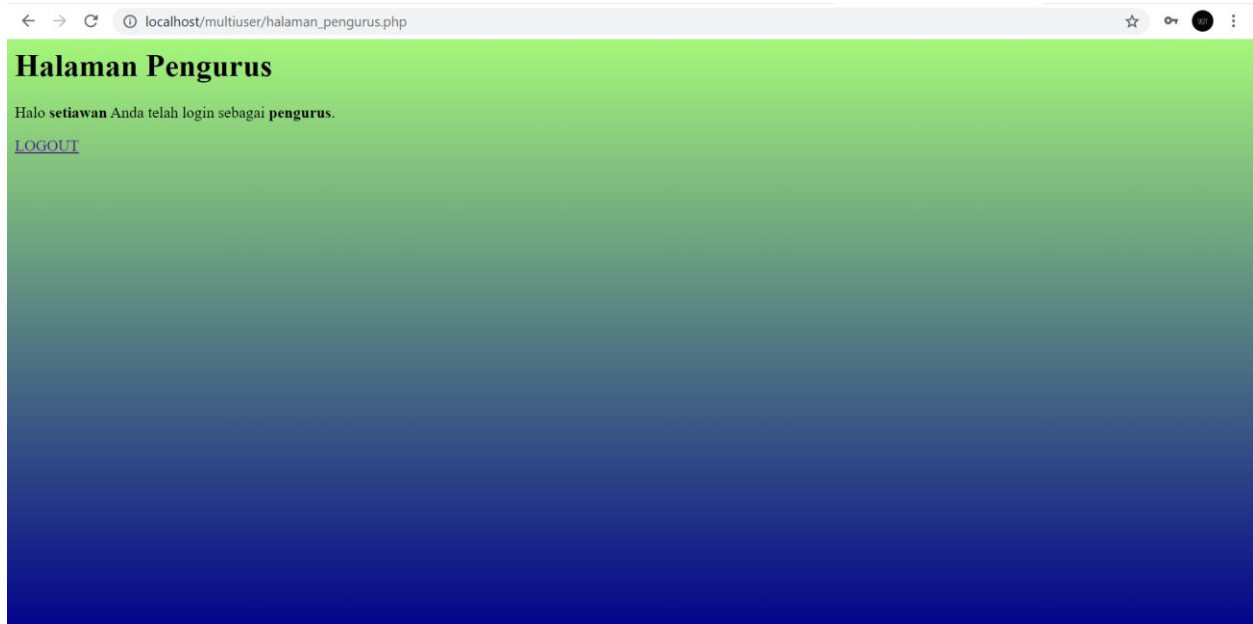 localhost/multiuser/halaman_pengurus.php
Halaman Pengurus
Halo setiawan Anda telah login sebagai pengurus.
LOGOUT